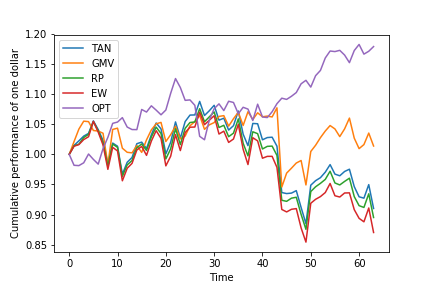 1.20
1.15
1.10
1.05
1.00
0.95
0.90
0.85
Cumulative performance of one dollar
TAN
GMV
RP
EW
OPT
0 10 20 30 40 50 60
Time